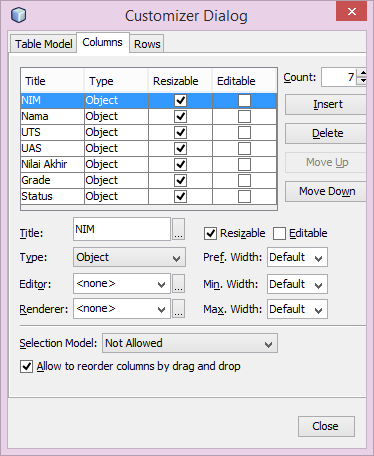 Customizer Dialog
Table Model Columns Rows
Title Type Resizable Editable
Count: 7
NIM Object
Nama Object
UTS Object
UAS Object
Nilai Akhir Object
Grade Object
Status Object
Insert
Delete
Move Up
Move Down
Title: NIM ... Resizable Editable
Type: Object Pref. Width: Default
Editor: <none> ... Min. Width: Default
Renderer: <none> ... Max. Width: Default
Selection Model: Not Allowed
Allow to reorder columns by drag and drop
Close